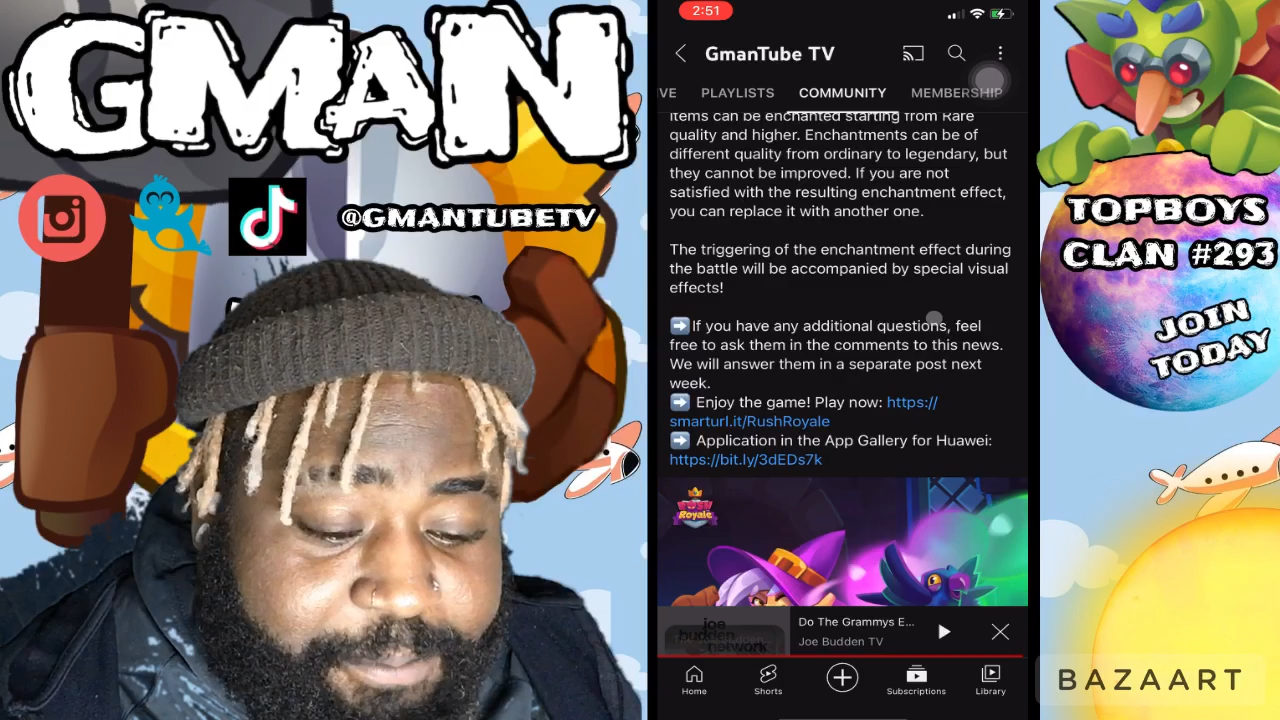 GMAN
@GMANTUBETV
2:51
GmanTube TV
VE PLAYLISTS COMMUNITY MEMBERSHIP
items can be enchanted starting from Rare
quality and higher. Enchantments can be of
different quality from ordinary to legendary, but
they cannot be improved. If you are not
satisfied with the resulting enchantment effect,
you can replace it with another one.
The triggering of the enchantment effect during
the battle will be accompanied by special visual
effects!
➡If you have any additional questions, feel
free to ask them in the comments to this news.
We will answer them in a separate post next
week.
➡ Enjoy the game! Play now: https://
smarturl.it/RushRoyale
➡ Application in the App Gallery for Huawei:
https://bit.ly/3dEDs7k
RUSH
Royale
joe
budden
network
Do The Grammys E...
Joe Budden TV
Home Shorts Subscriptions Library
TOPBOYS
CLAN #293
JOIN
TODAY
BAZAART